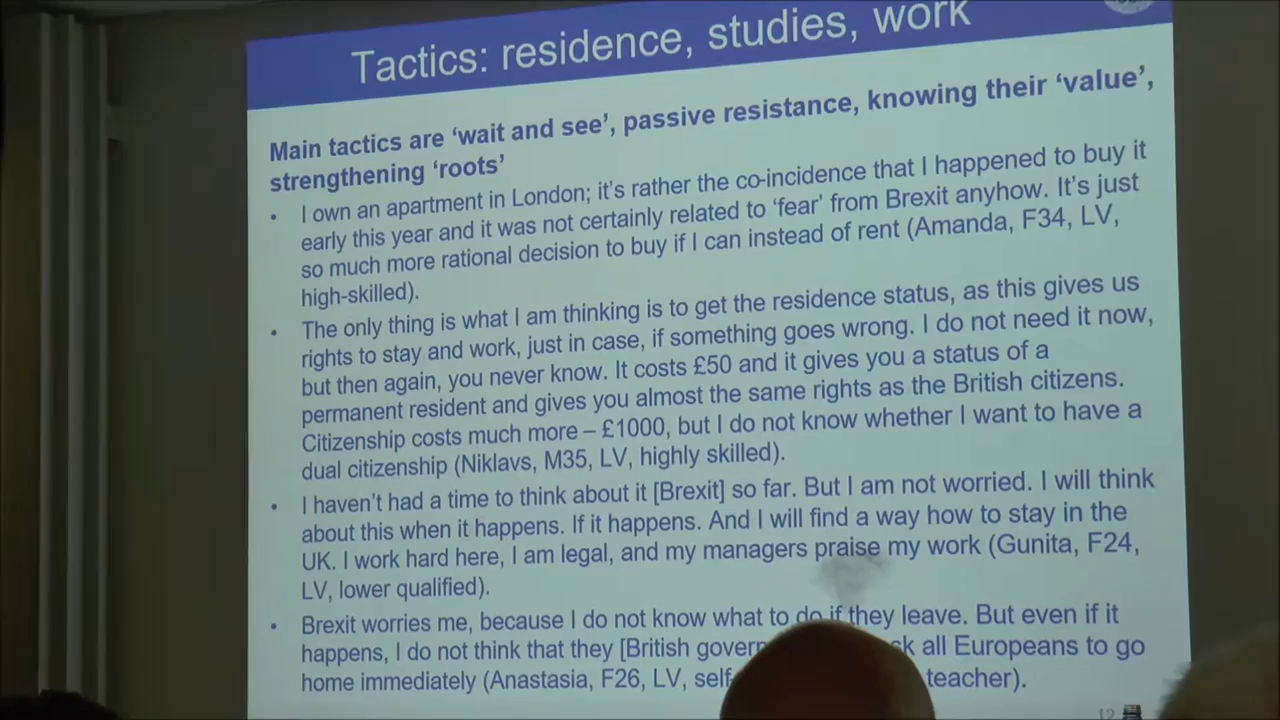 Tactics: residence, studies, work
Main tactics are ‘wait and see’, passive resistance, knowing their ‘value’,
strengthening ‘roots’
• I own an apartment in London; it’s rather the co-incidence that I happened to buy it
early this year and it was not certainly related to ‘fear’ from Brexit anyhow. It’s just
so much more rational decision to buy if I can instead of rent (Amanda, F34, LV,
high-skilled).
• The only thing is what I am thinking is to get the residence status, as this gives us
rights to stay and work, just in case, if something goes wrong. I do not need it now,
but then again, you never know. It costs £50 and it gives you a status of a
permanent resident and gives you almost the same rights as the British citizens.
Citizenship costs much more – £1000, but I do not know whether I want to have a
dual citizenship (Niklavs, M35, LV, highly skilled).
• I haven’t had a time to think about it [Brexit] so far. But I am not worried. I will think
about this when it happens. If it happens. And I will find a way how to stay in the
UK. I work hard here, I am legal, and my managers praise my work (Gunita, F24,
LV, lower qualified).
• Brexit worries me, because I do not know what to do if they leave. But even if it
happens, I do not think that they [British all Europeans to go
home immediately (Anastasia, F26, LV, teacher).
12